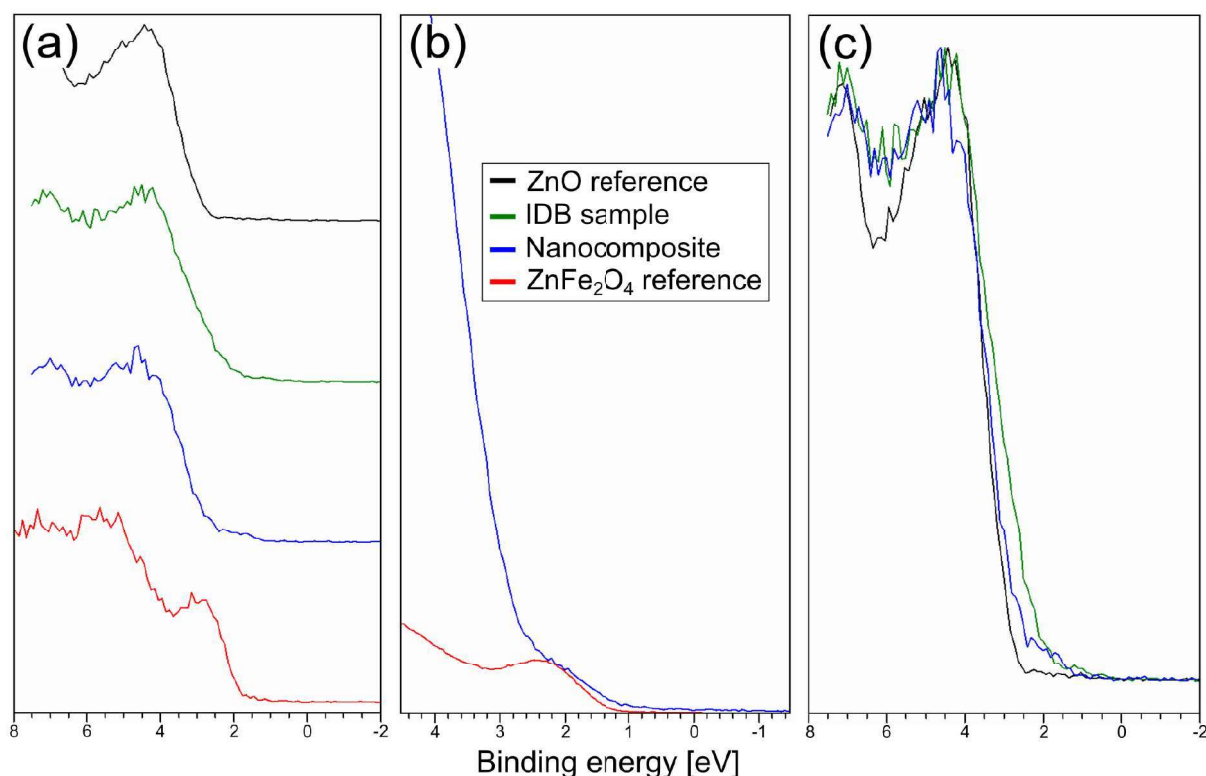 (a)
(b)
(c)
ZnO reference
IDB sample
Nanocomposite
ZnFe₂O₄ reference
8 6 4 2 0 -2
4 3 2 1 0 -1
8 6 4 2 0 -2
Binding energy [eV]